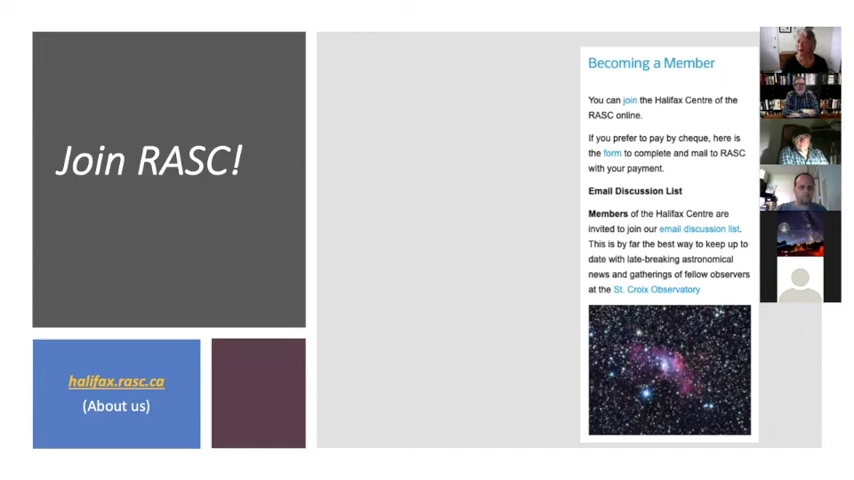 Join RASC!
halifax.rasc.ca
(About us)
Becoming a Member
You can join the Halifax Centre of the
RASC online.
If you prefer to pay by cheque, here is
the form to complete and mail to RASC
with your payment.
Email Discussion List
Members of the Halifax Centre are
invited to join our email discussion list.
This is by far the best way to keep up to
date with late-breaking astronomical
news and gatherings of fellow observers
at the St. Croix Observatory